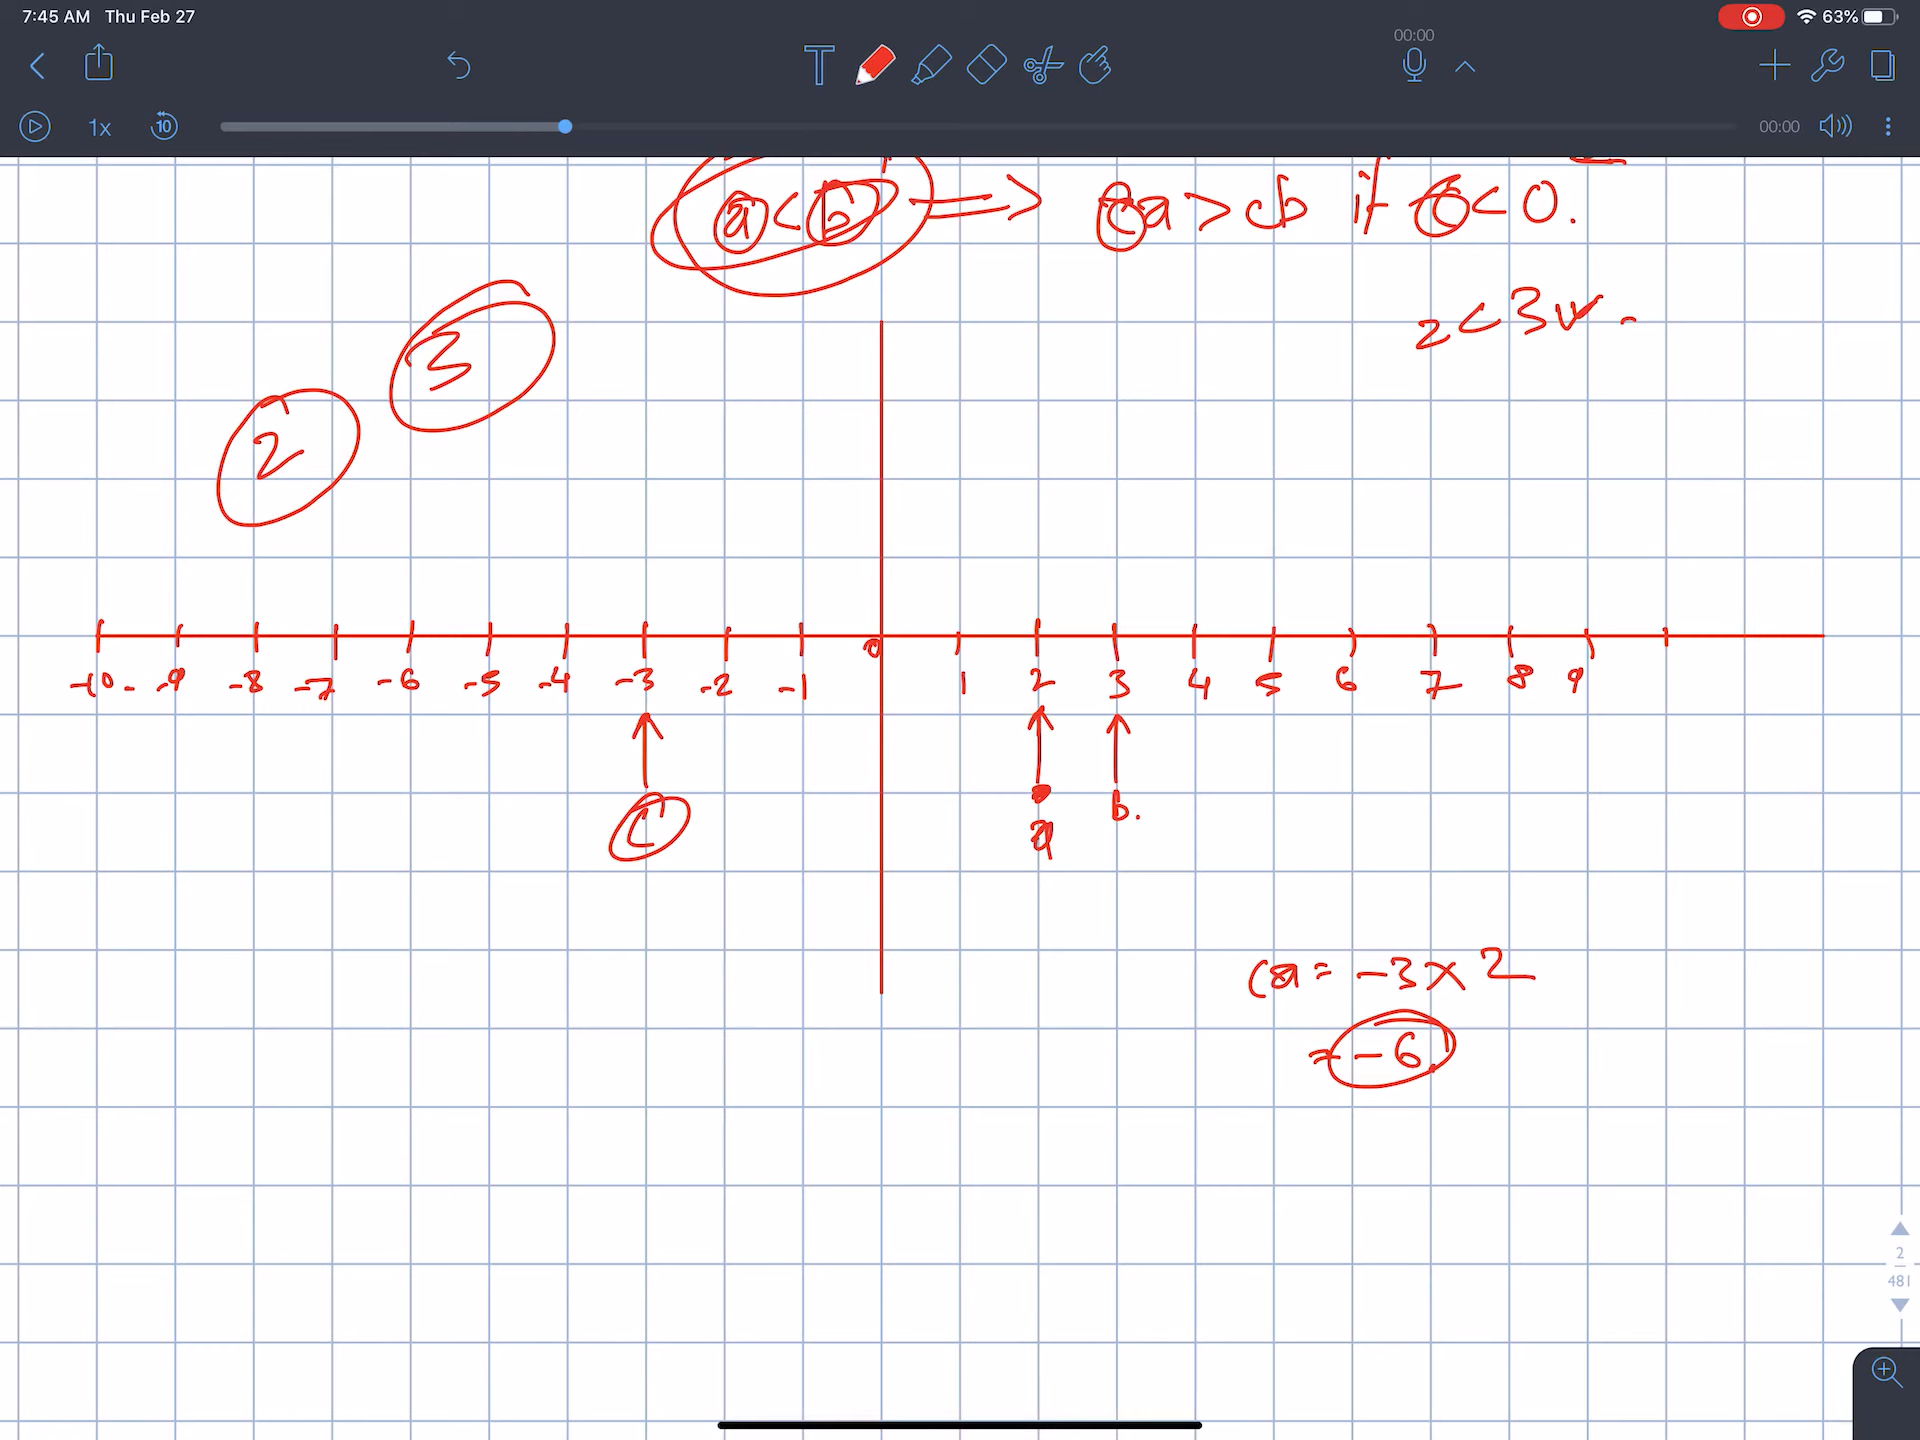 7:45 AM Thu Feb 27
63%
00:00
1x
10
00:00
a<b => ca>cb if c<0.
2<3
3
2
-10 -9 -8 -7 -6 -5 -4 -3 -2 -1 0 1 2 3 4 5 6 7 8 9
c
a
b.
ca = -3 x 2
= -6
2
481